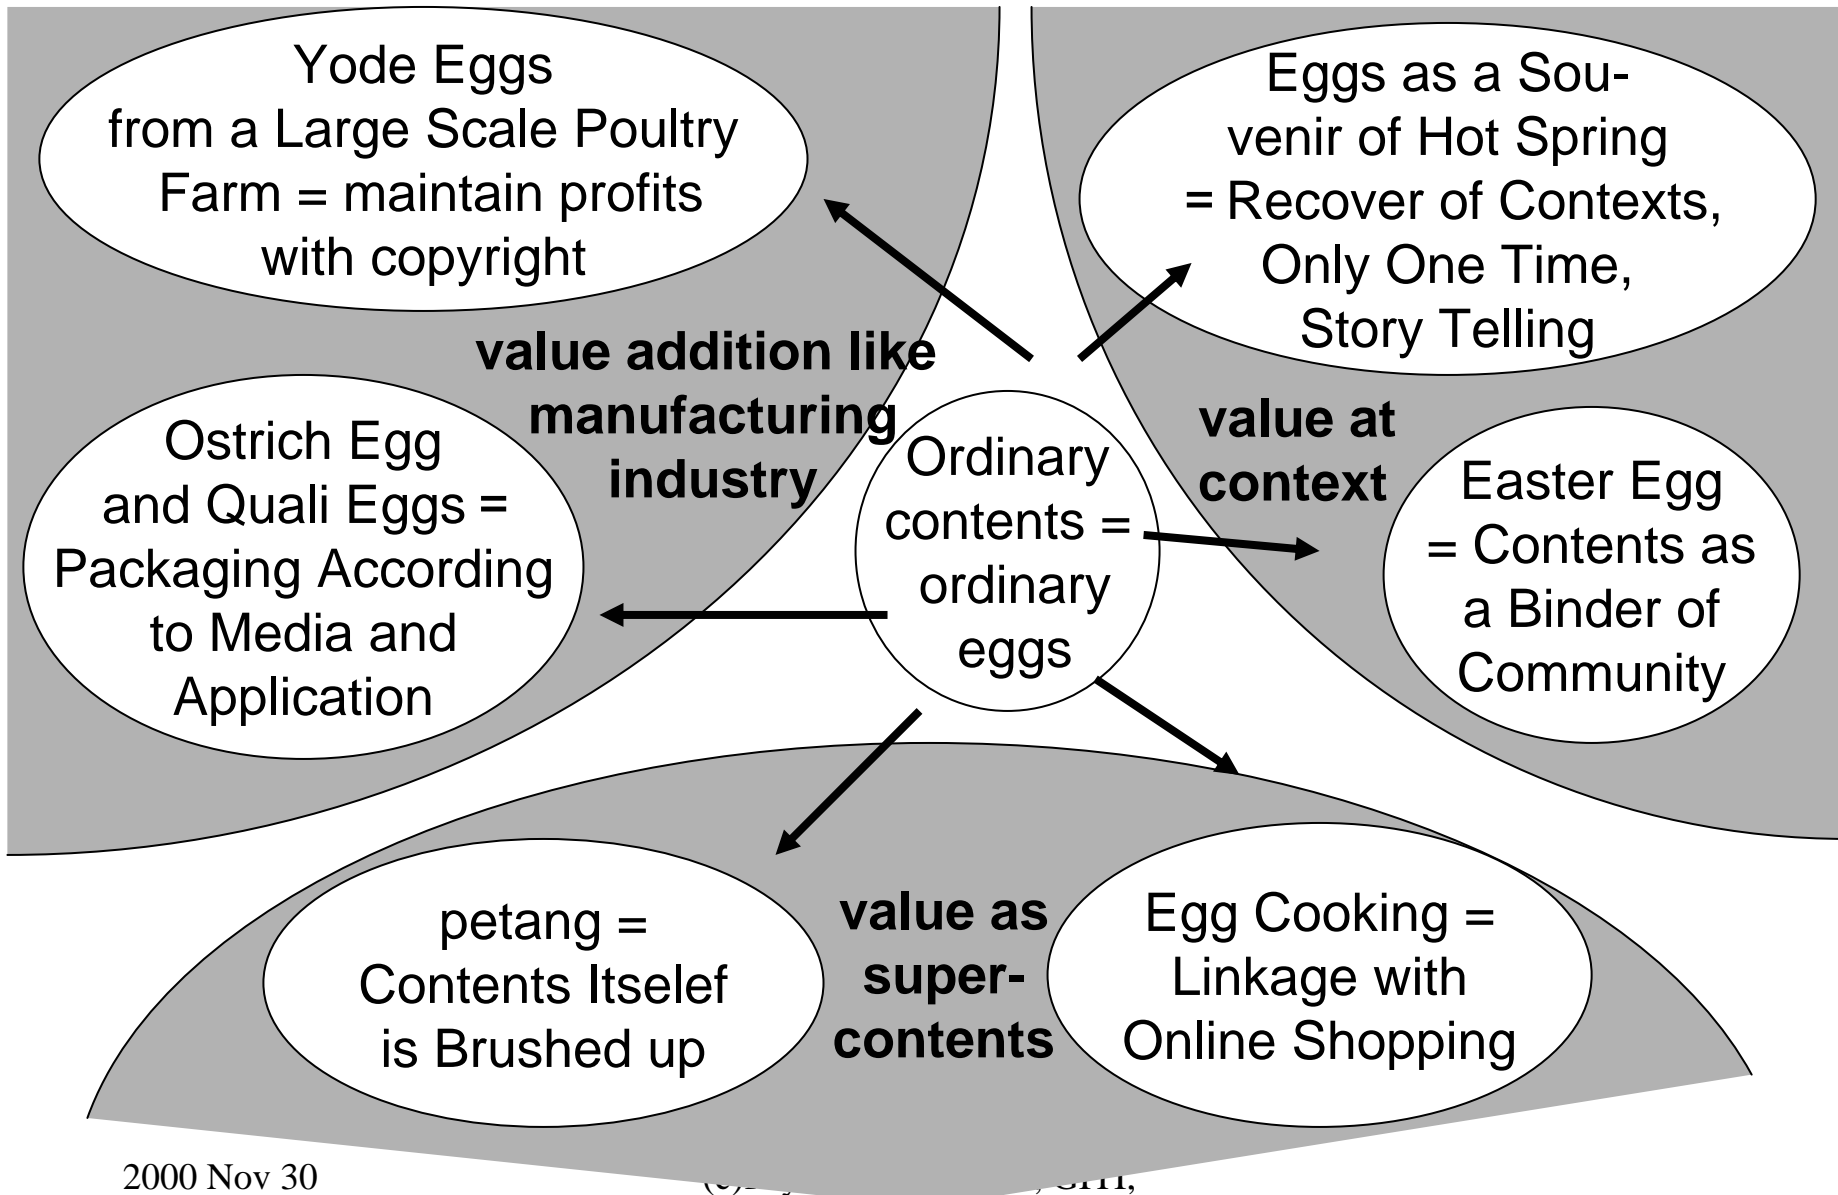 Yode Eggs
from a Large Scale Poultry
Farm = maintain profits
with copyright
Eggs as a Sou-
venir of Hot Spring
= Recover of Contexts,
Only One Time,
Story Telling
value addition like
manufacturing
industry
Ostrich Egg
and Quali Eggs =
Packaging According
to Media and
Application
Ordinary
contents =
ordinary
eggs
value at
context
Easter Egg
= Contents as
a Binder of
Community
petang =
Contents Itselef
is Brushed up
value as
super-
contents
Egg Cooking =
Linkage with
Online Shopping
2000 Nov 30